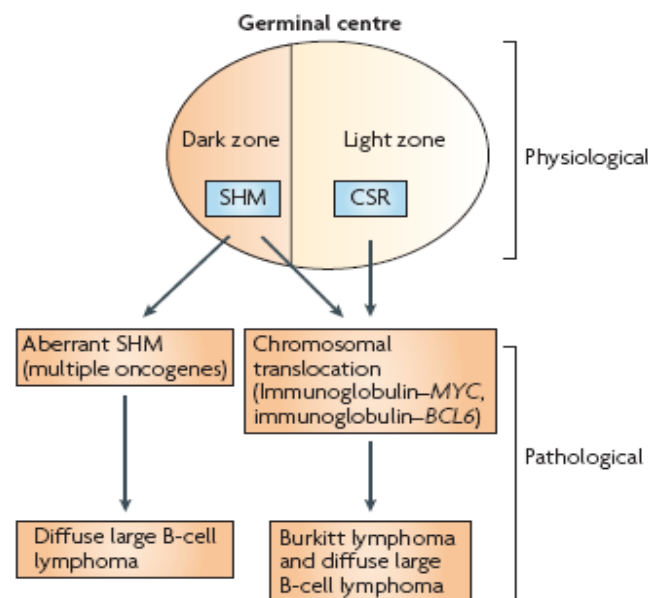 Germinal centre
Dark zone
Light zone
SHM
CSR
Physiological
Aberrant SHM
(multiple oncogenes)
Chromosomal
translocation
(Immunoglobulin–MYC,
immunoglobulin–BCL6)
Pathological
Diffuse large B-cell
lymphoma
Burkitt lymphoma
and diffuse large
B-cell lymphoma